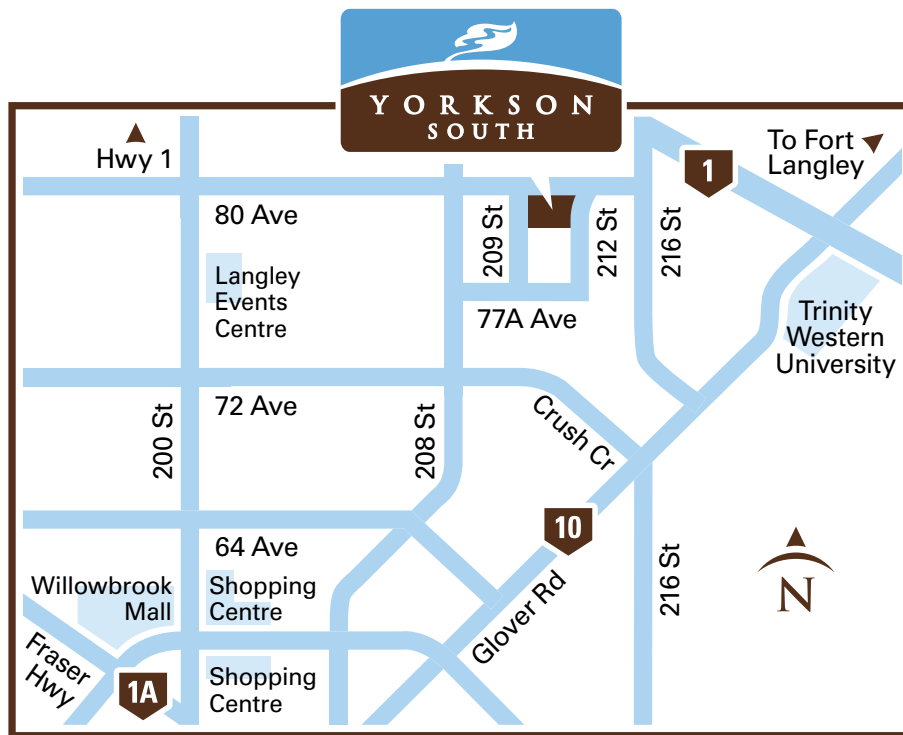 YORKSON
SOUTH
Hwy 1
To Fort
Langley
1
80 Ave
209 St
212 St
216 St
Langley
Events
Centre
77A Ave
Trinity
Western
University
72 Ave
200 St
208 St
Crush Cr
10
64 Ave
216 St
Willowbrook
Mall
Shopping
Centre
Glover Rd
N
Fraser
Hwy
1A
Shopping
Centre